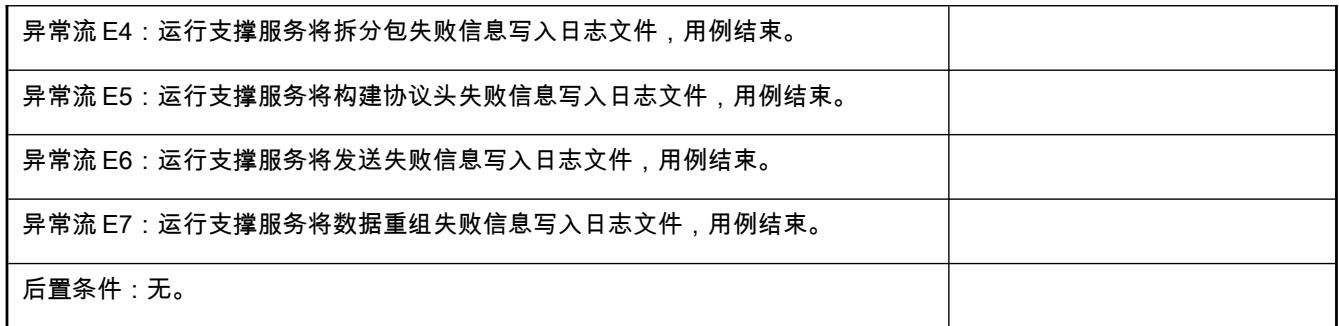 异常流 E4：运行支撑服务将拆分包失败信息写入日志文件，用例结束。
异常流 E5：运行支撑服务将构建协议头失败信息写入日志文件，用例结束。
异常流 E6：运行支撑服务将发送失败信息写入日志文件，用例结束。
异常流 E7：运行支撑服务将数据重组失败信息写入日志文件，用例结束。
后置条件：无。